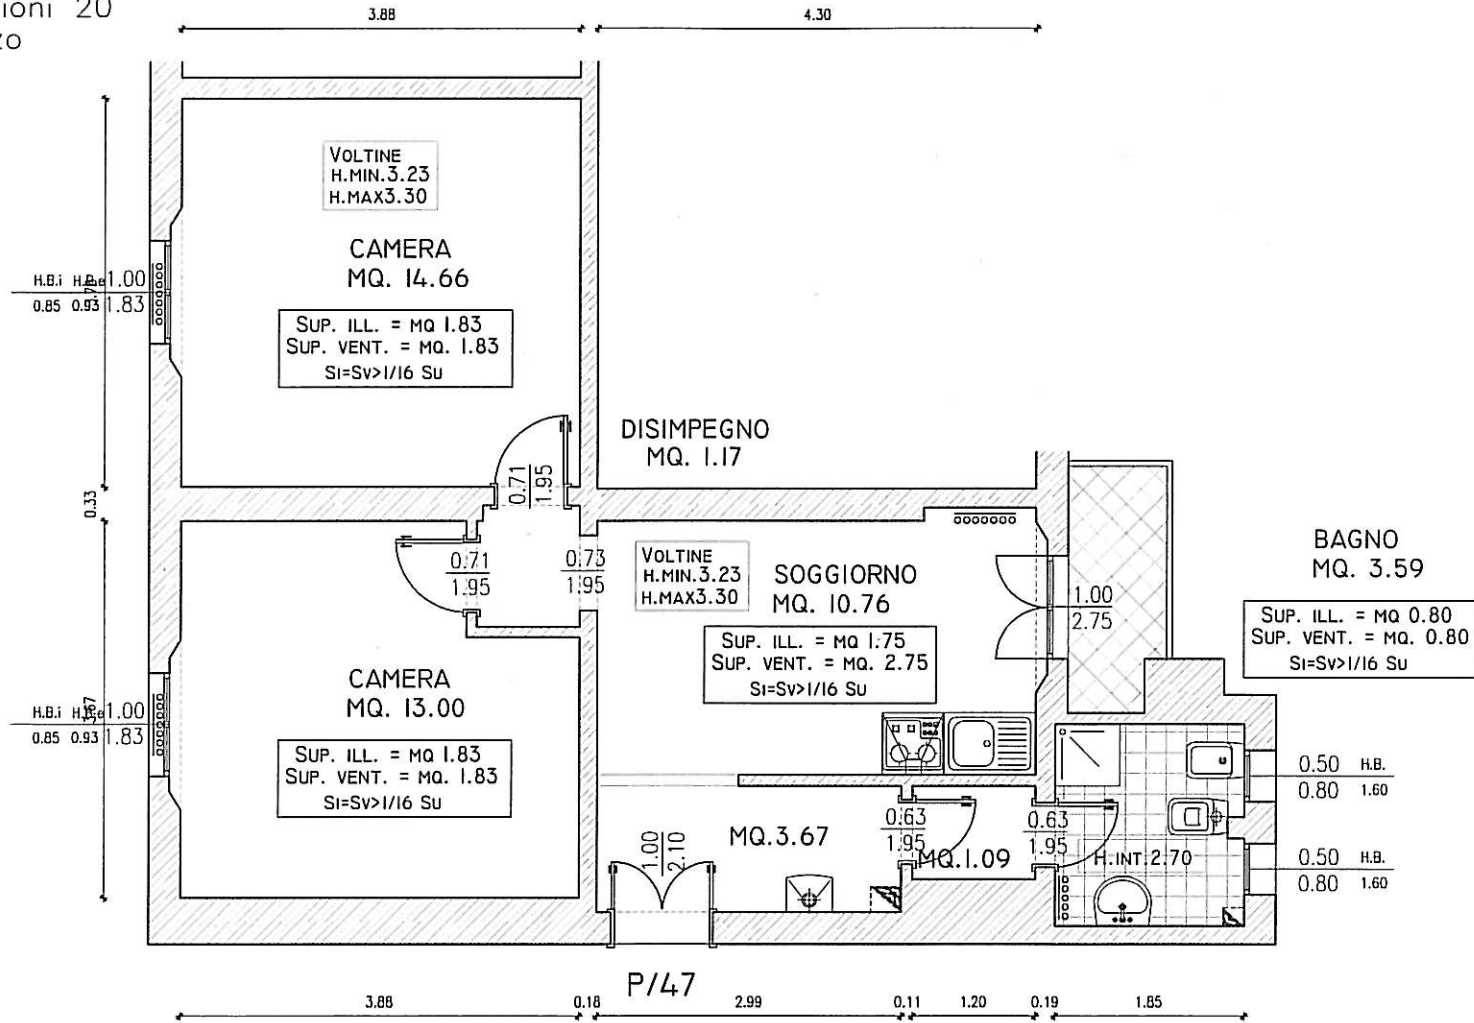 ioni 20
zo
3.88
4.30
VOLTINE
H.MIN.3.23
H.MAX3.30
CAMERA
MQ. 14.66
SUP. ILL. = MQ 1.83
SUP. VENT. = MQ. 1.83
SI=SV>1/16 SU
H.B.i H.B.e 1.00
0.85 0.93 1.83
0.33
0.71
1.95
DISIMPEGNO
MQ. 1.17
0.71
1.95
0.73
1.95
VOLTINE
H.MIN.3.23
H.MAX3.30
SOGGIORNO
MQ. 10.76
SUP. ILL. = MQ 1.75
SUP. VENT. = MQ. 2.75
SI=SV>1/16 SU
1.00
2.75
BAGNO
MQ. 3.59
SUP. ILL. = MQ 0.80
SUP. VENT. = MQ. 0.80
SI=SV>1/16 SU
CAMERA
MQ. 13.00
SUP. ILL. = MQ 1.83
SUP. VENT. = MQ. 1.83
SI=SV>1/16 SU
H.B.i H.B.e 1.00
0.85 0.93 1.83
3.67
0.50 H.B.
0.80 1.60
MQ.3.67
1.00
2.10
0.63
1.95
MQ.1.09
0.63
1.95
H.INT.2.70
0.50 H.B.
0.80 1.60
P/47
3.88
0.18
2.99
0.11
1.20
0.19
1.85